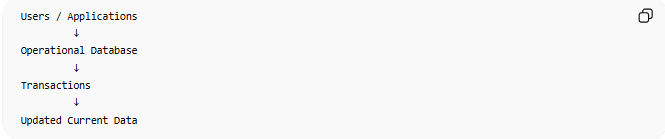 Users / Applications
↓
Operational Database
↓
Transactions
↓
Updated Current Data